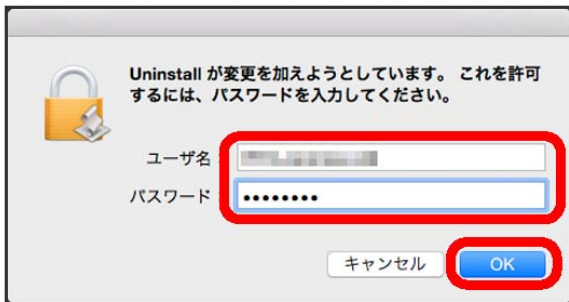 Uninstall が変更を加えようとしています。 これを許可
するには、パスワードを入力してください。
ユーザ名：
パスワード：••••••••
キャンセル
OK